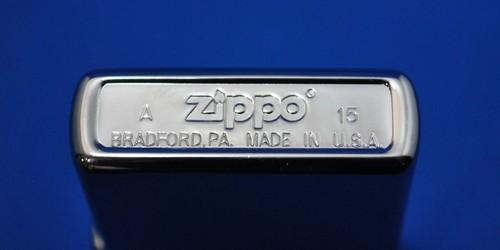 A zippo® 15
BRADFORD, PA. MADE IN U.S.A.